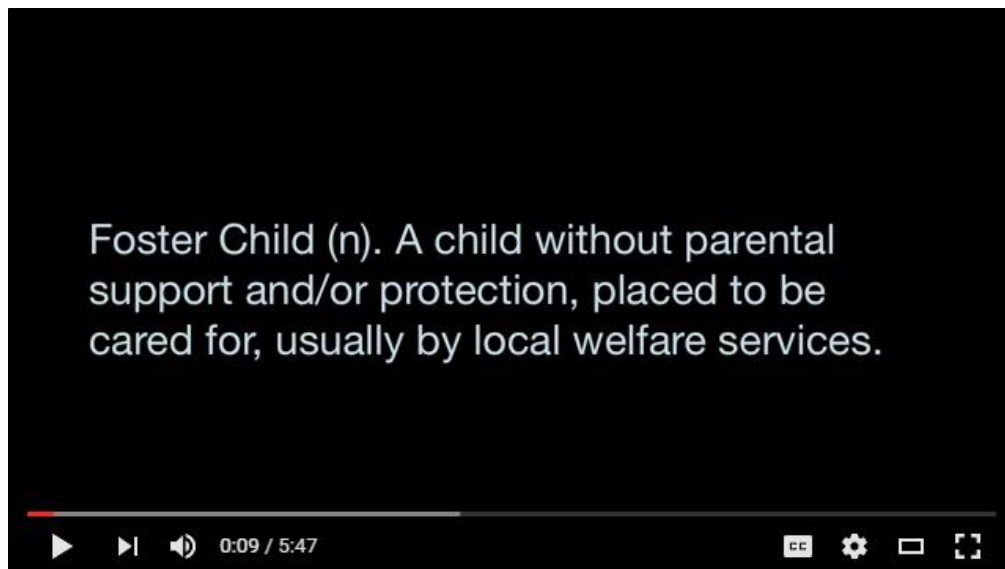 Foster Child (n). A child without parental
support and/or protection, placed to be
cared for, usually by local welfare services.
0:09 / 5:47
CC